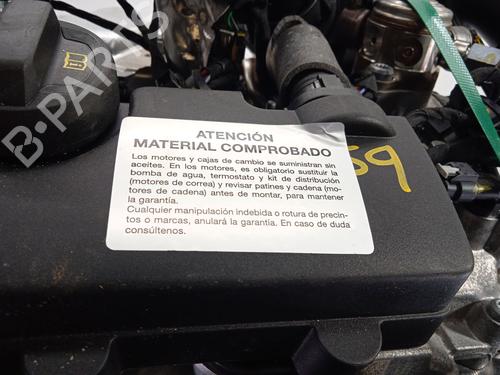 B-PARTS
ATENCIÓN
MATERIAL COMPROBADO
Los motores y cajas de cambio se suministran sin
aceites. En los motores, es obligatorio sustituir la
bomba de agua, termostato y kit de distribución
(motores de correa) y revisar patines y cadena (mo-
tores de cadena) antes de montar, para mantener
la garantía.
Cualquier manipulación indebida o rotura de precin-
tos o marcas, anulará la garantía. En caso de duda
consúltenos.